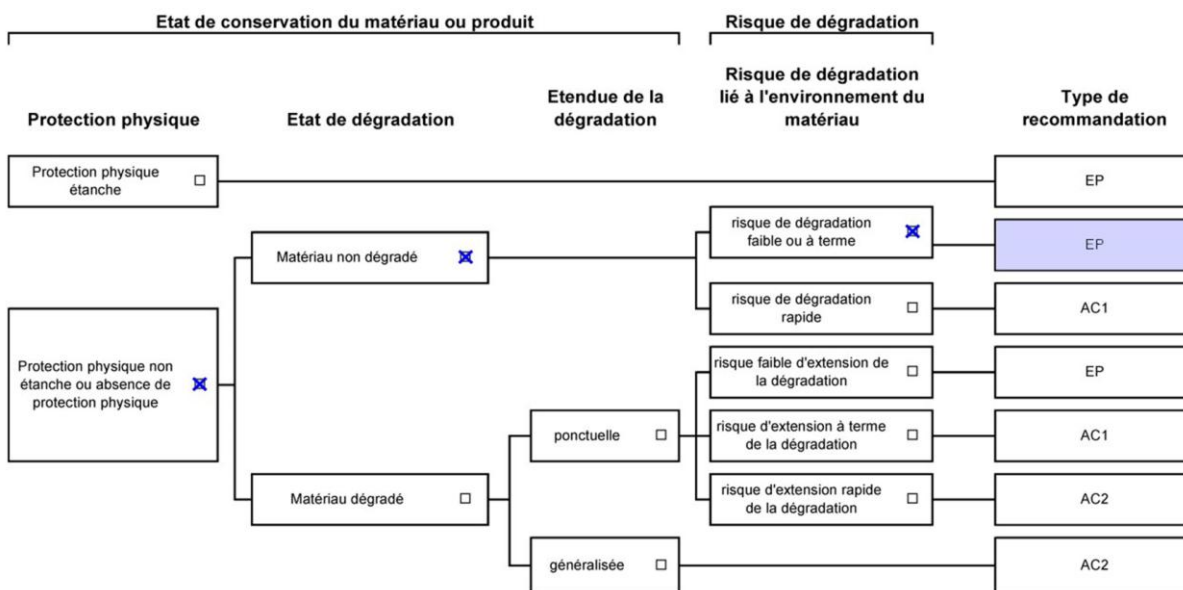 Etat de conservation du matériau ou produit
Risque de dégradation
Protection physique
Etat de dégradation
Etendue de la
dégradation
Risque de dégradation
lié à l'environnement du
matériau
Type de
recommandation
Protection physique
étanche
EP
risque de dégradation
faible ou à terme
EP
Matériau non dégradé
risque de dégradation
rapide
AC1
Protection physique non
étanche ou absence de
protection physique
risque faible d'extension de
la dégradation
EP
ponctuelle
risque d'extension à terme
de la dégradation
AC1
Matériau dégradé
risque d'extension rapide
de la dégradation
AC2
généralisée
AC2